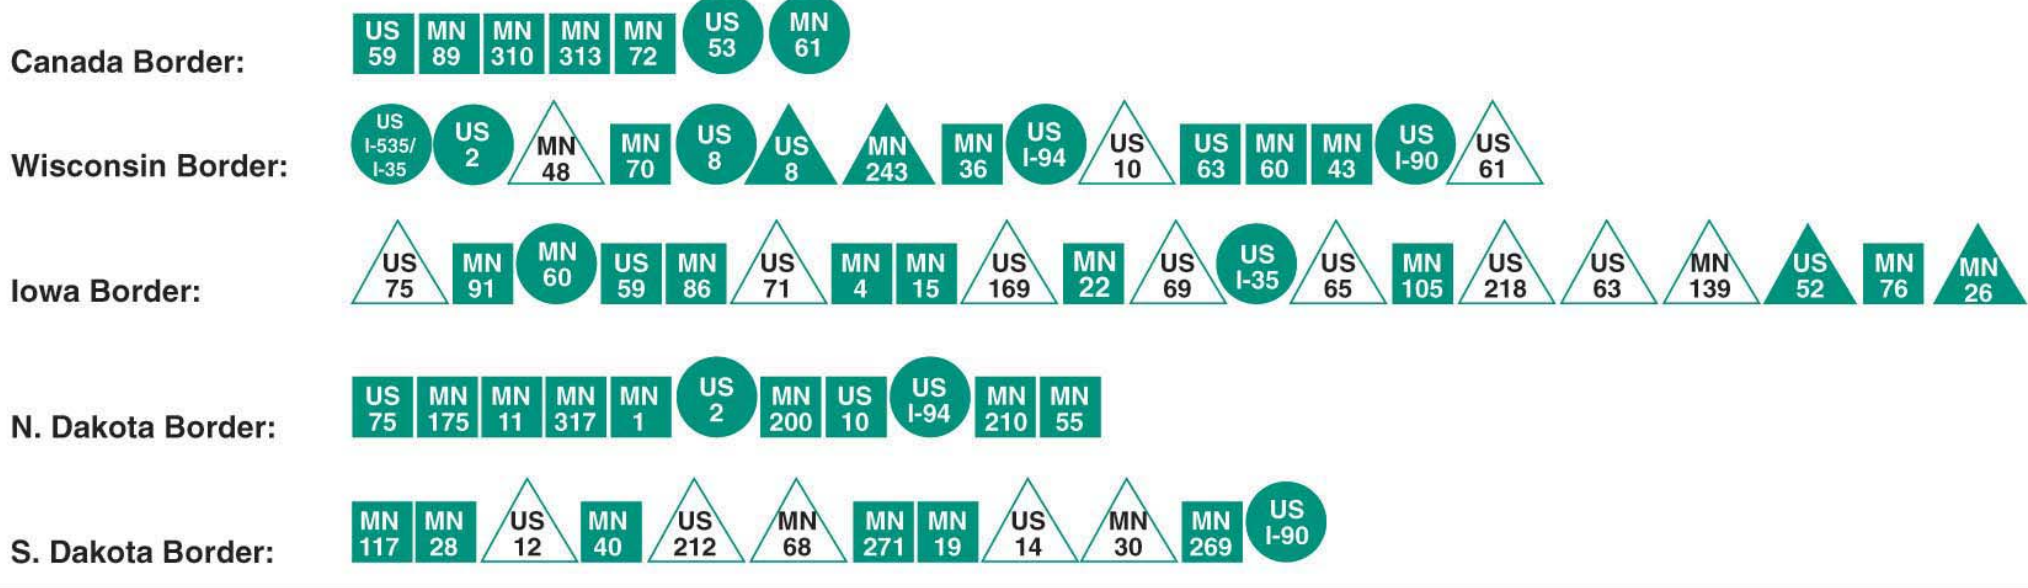 Canada Border:
US 59 MN 89 MN 310 MN 313 MN 72 US 53 MN 61
Wisconsin Border:
US I-535/ I-35 US 2 MN 48 MN 70 US 8 US 8 MN 243 MN 36 US I-94 US 10 US 63 MN 60 MN 43 US I-90 US 61
Iowa Border:
US 75 MN 91 MN 60 US 59 MN 86 US 71 MN 4 MN 15 US 169 MN 22 US 69 US I-35 US 65 MN 105 US 218 US 63 MN 139 US 52 MN 76 MN 26
N. Dakota Border:
US 75 MN 175 MN 11 MN 317 MN 1 US 2 MN 200 US 10 US I-94 MN 210 MN 55
S. Dakota Border:
MN 117 MN 28 US 12 MN 40 US 212 MN 68 MN 271 MN 19 US 14 MN 30 MN 269 US I-90